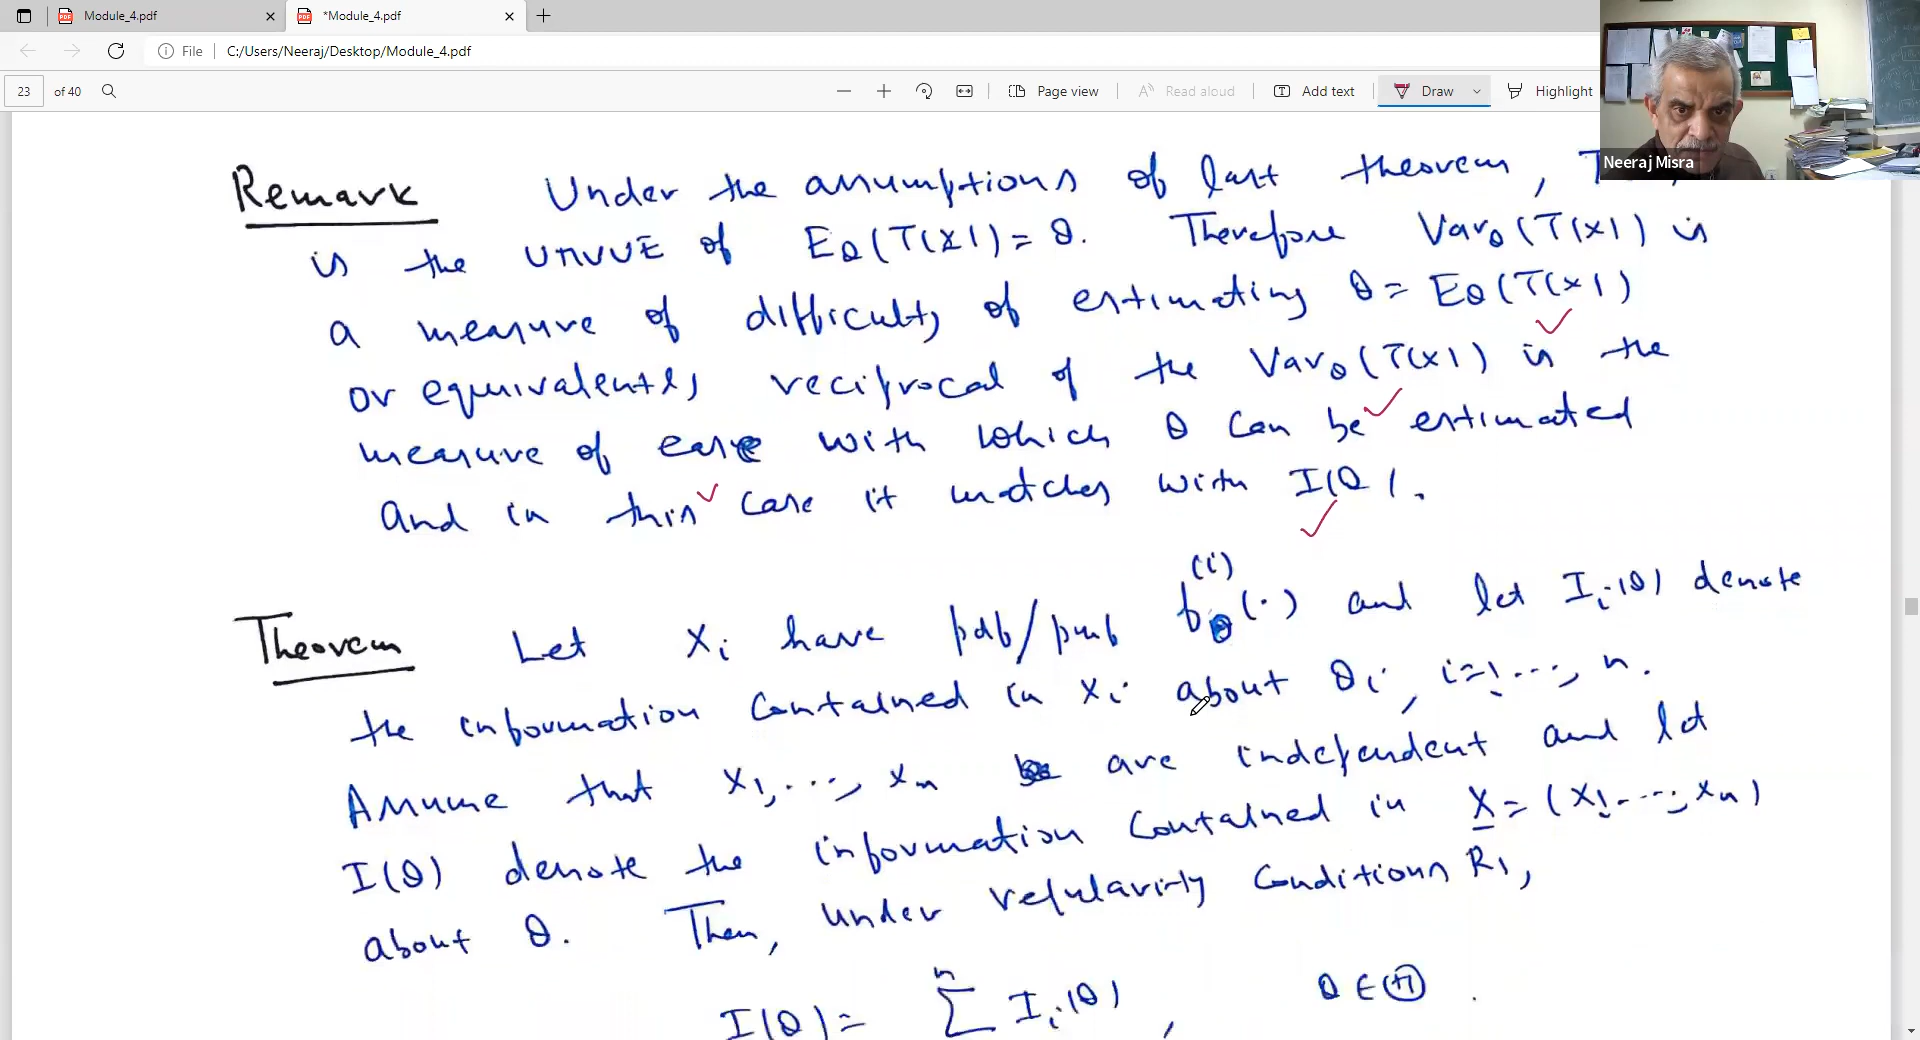 Module_4.pdf
*Module_4.pdf
File C:/Users/Neeraj/Desktop/Module_4.pdf
23 of 40 Page view Read aloud Add text Draw Highlight
Neeraj Misra
Remark Under the assumptions of last theorem,
is the UMVUE of Eθ(T(X)) = θ. Therefore Varθ(T(X)) is
a measure of difficulty of estimating θ = Eθ(T(X))
or equivalently reciprocal of the Varθ(T(X)) is the
measure of ease with which θ can be estimated
and in this case it matches with I(θ).
Theorem Let Xi have pdf/pmf fθ^(i)(·) and let Ii(θ) denote
the information contained in Xi about θi, i=1,...,n.
Assume that X1,...,Xn are independent and let
I(θ) denote the information contained in X = (X1,...,Xn)
about θ. Then, under regularity conditions R1,
I(θ) = Σ^n Ii(θ), θ ∈ Θ.